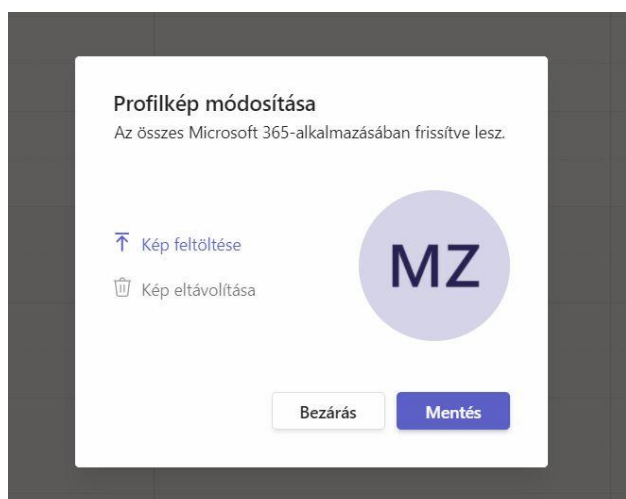 Profilkép módosítása
Az összes Microsoft 365-alkalmazásában frissítve lesz.
Kép feltöltése
MZ
Kép eltávolítása
Bezárás
Mentés